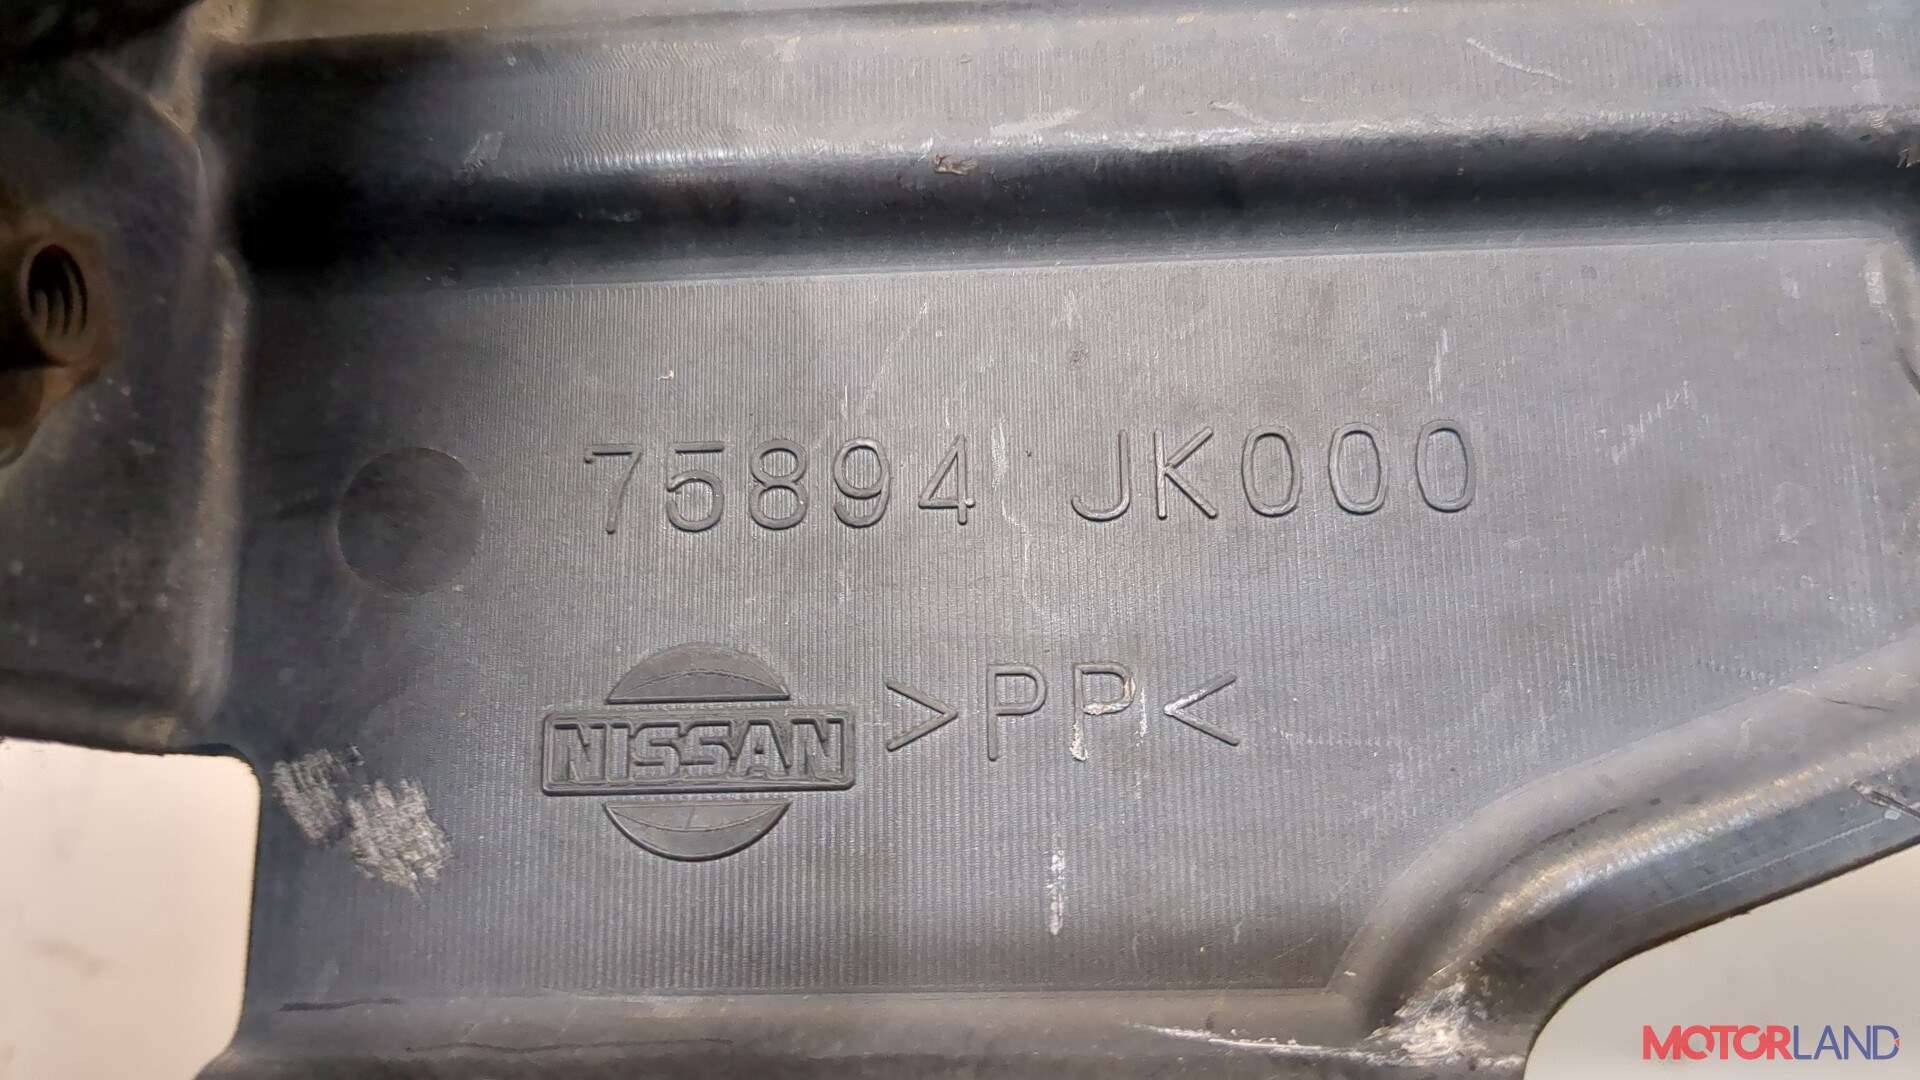 75894 JK000
NISSAN >PP<
MOTORLAND